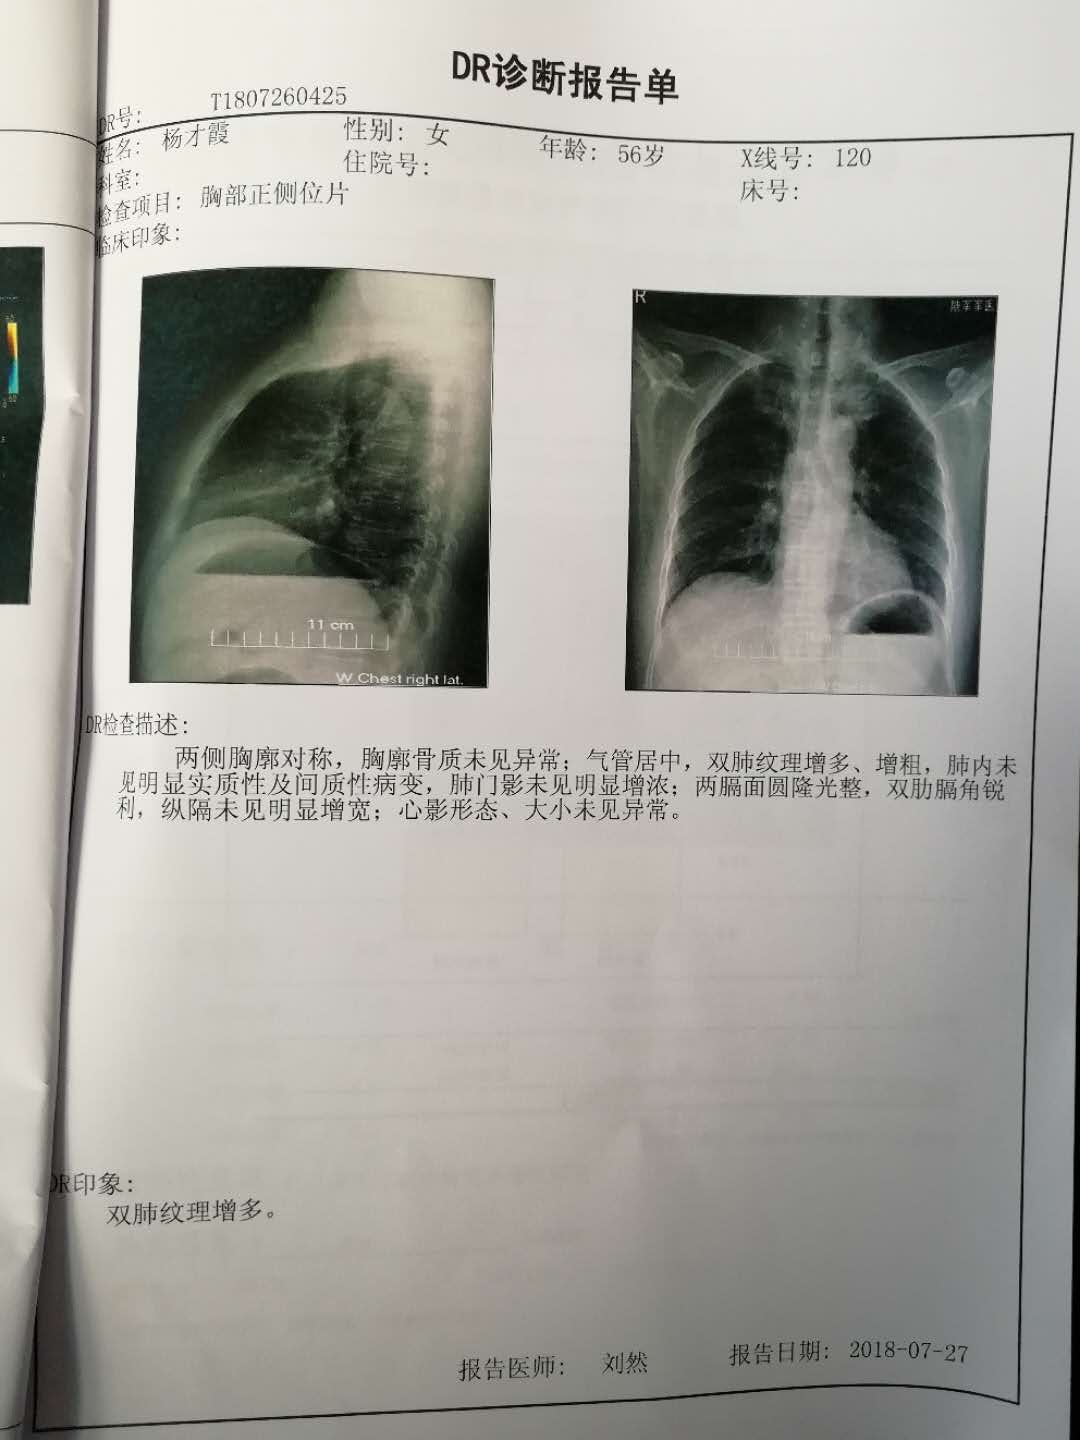 DR诊断报告单
DR号: T1807260425
姓名: 杨才霞 性别: 女 年龄: 56岁 X线号: 120
科室: 住院号: 床号:
检查项目: 胸部正侧位片
临床印象:
R
11 cm
W Chest right lat.
DR检查描述:
两侧胸廓对称，胸廓骨质未见异常；气管居中，双肺纹理增多、增粗，肺内未
见明显实质性及间质性病变，肺门影未见明显增浓；两膈面圆隆光整，双肋膈角锐
利，纵隔未见明显增宽；心影形态、大小未见异常。
DR印象:
双肺纹理增多。
报告医师: 刘然 报告日期: 2018-07-27